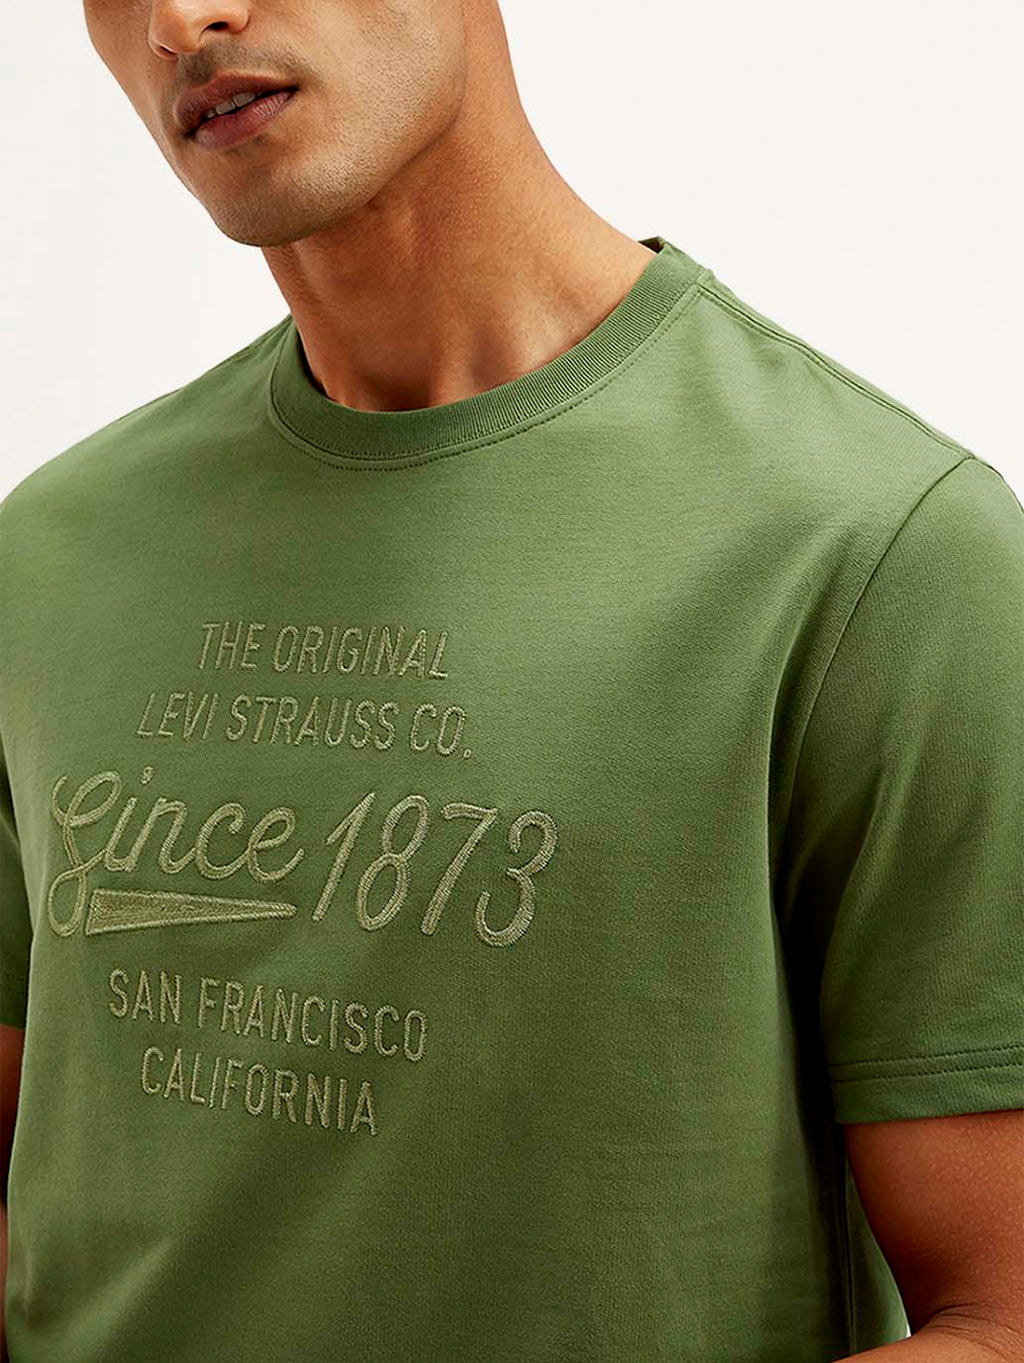 THE ORIGINAL
LEVI STRAUSS CO.
Since 1873
SAN FRANCISCO
CALIFORNIA